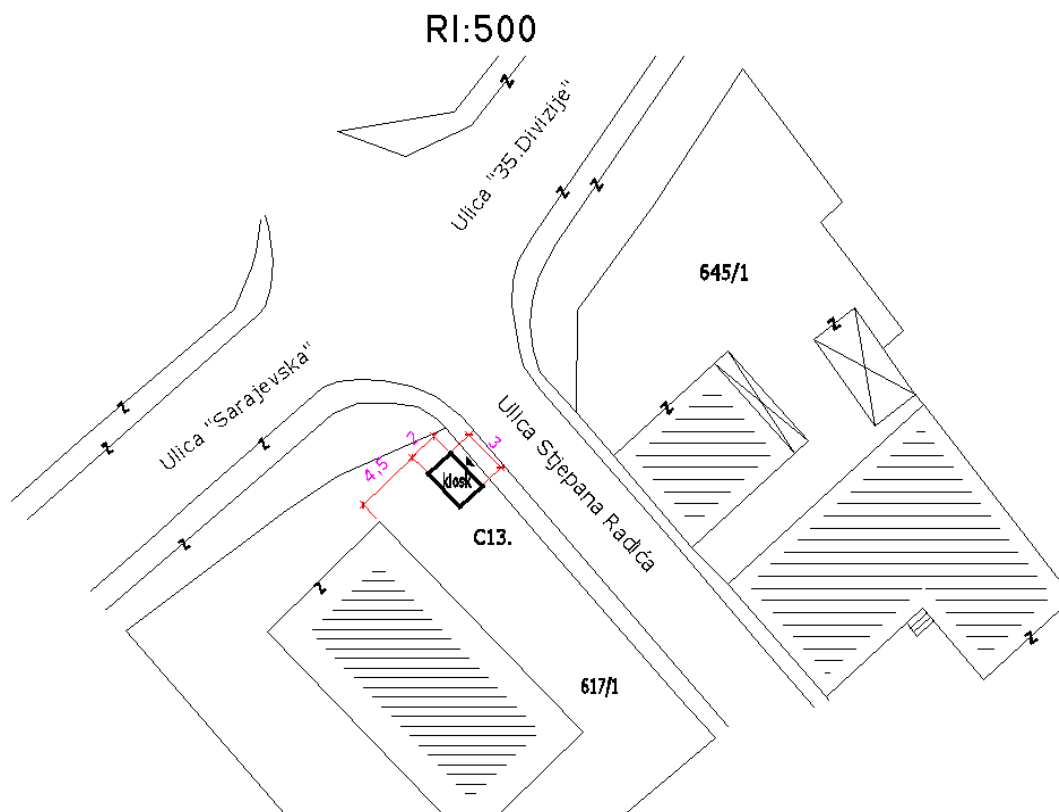 RI:500
Ulica "35.Divizije"
645/1
Ulica "Sarajevska"
Ulica Stjepana Radića
2
3
4,5
kiosk
C13.
617/1